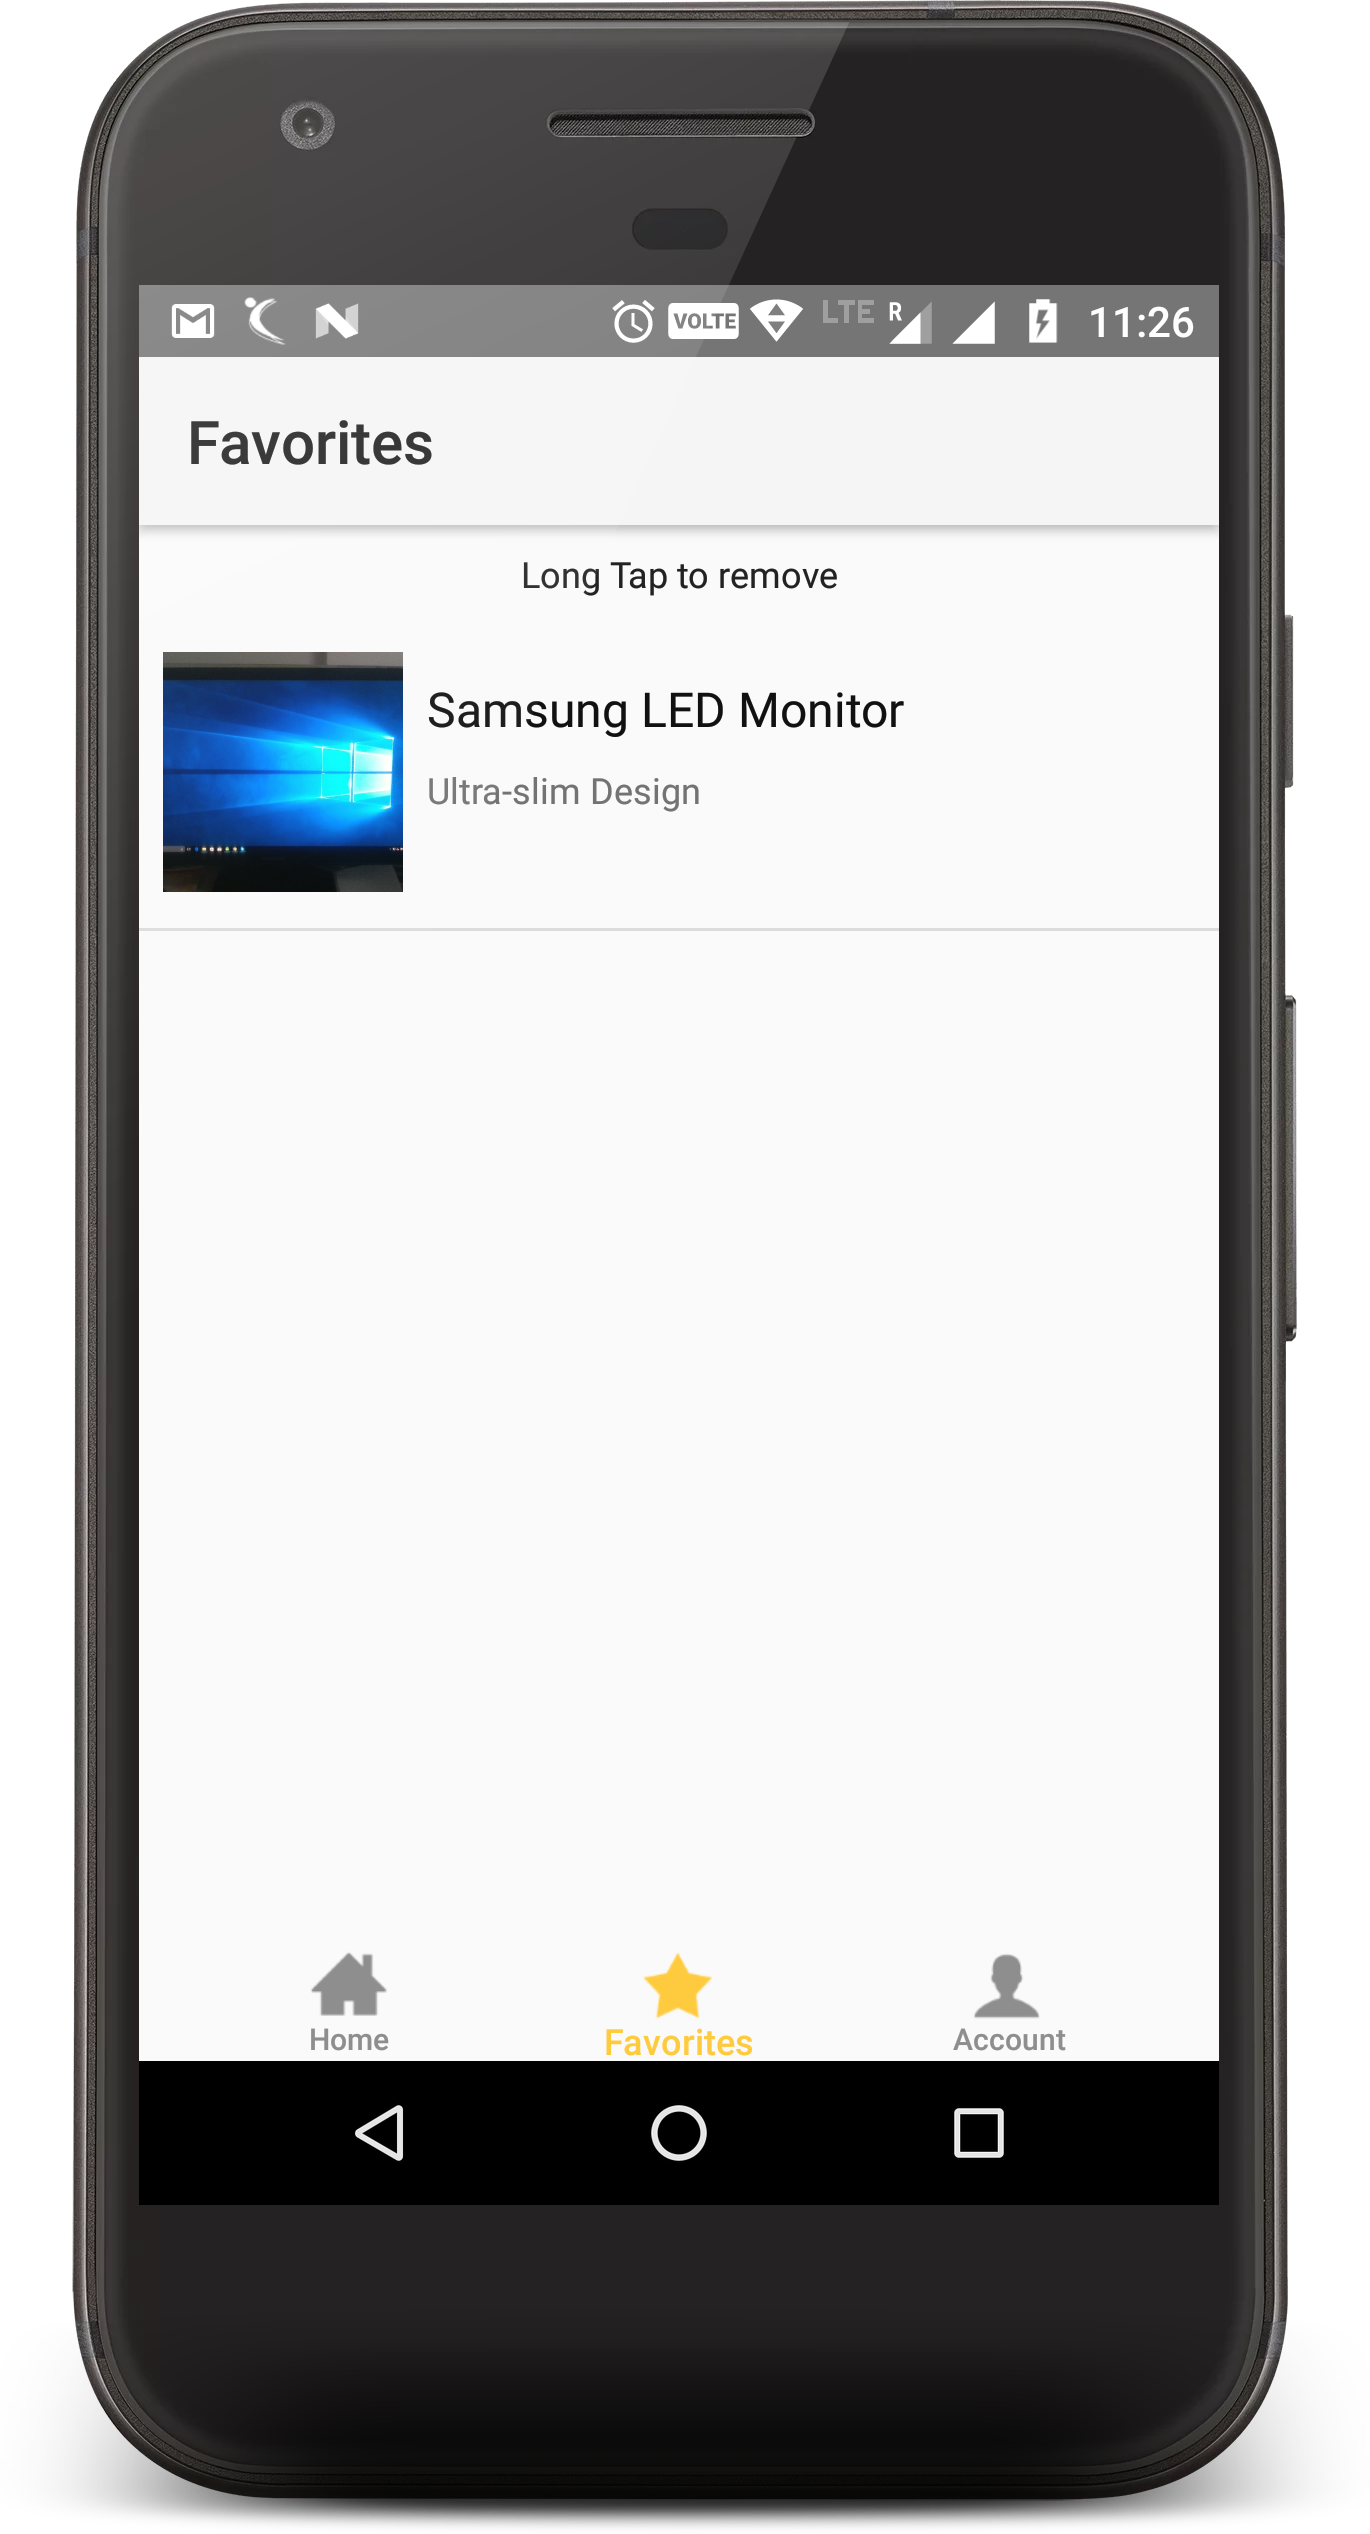 VOLTE LTE R 11:26
Favorites
Long Tap to remove
Samsung LED Monitor
Ultra-slim Design
Home Favorites Account